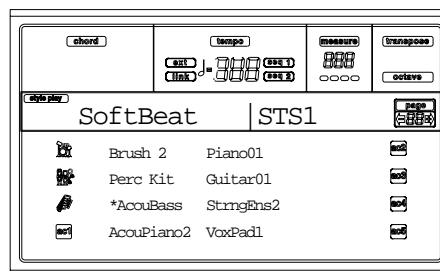 chord tempo measure transpose
ext seq 1
link seq 2
octave
style play page
SoftBeat STS1
Brush 2 Piano01 ac2
Perc Kit Guitar01 ac3
*AcouBass StrngEns2 ac4
ac1 AcouPiano2 VoxPad1 ac5